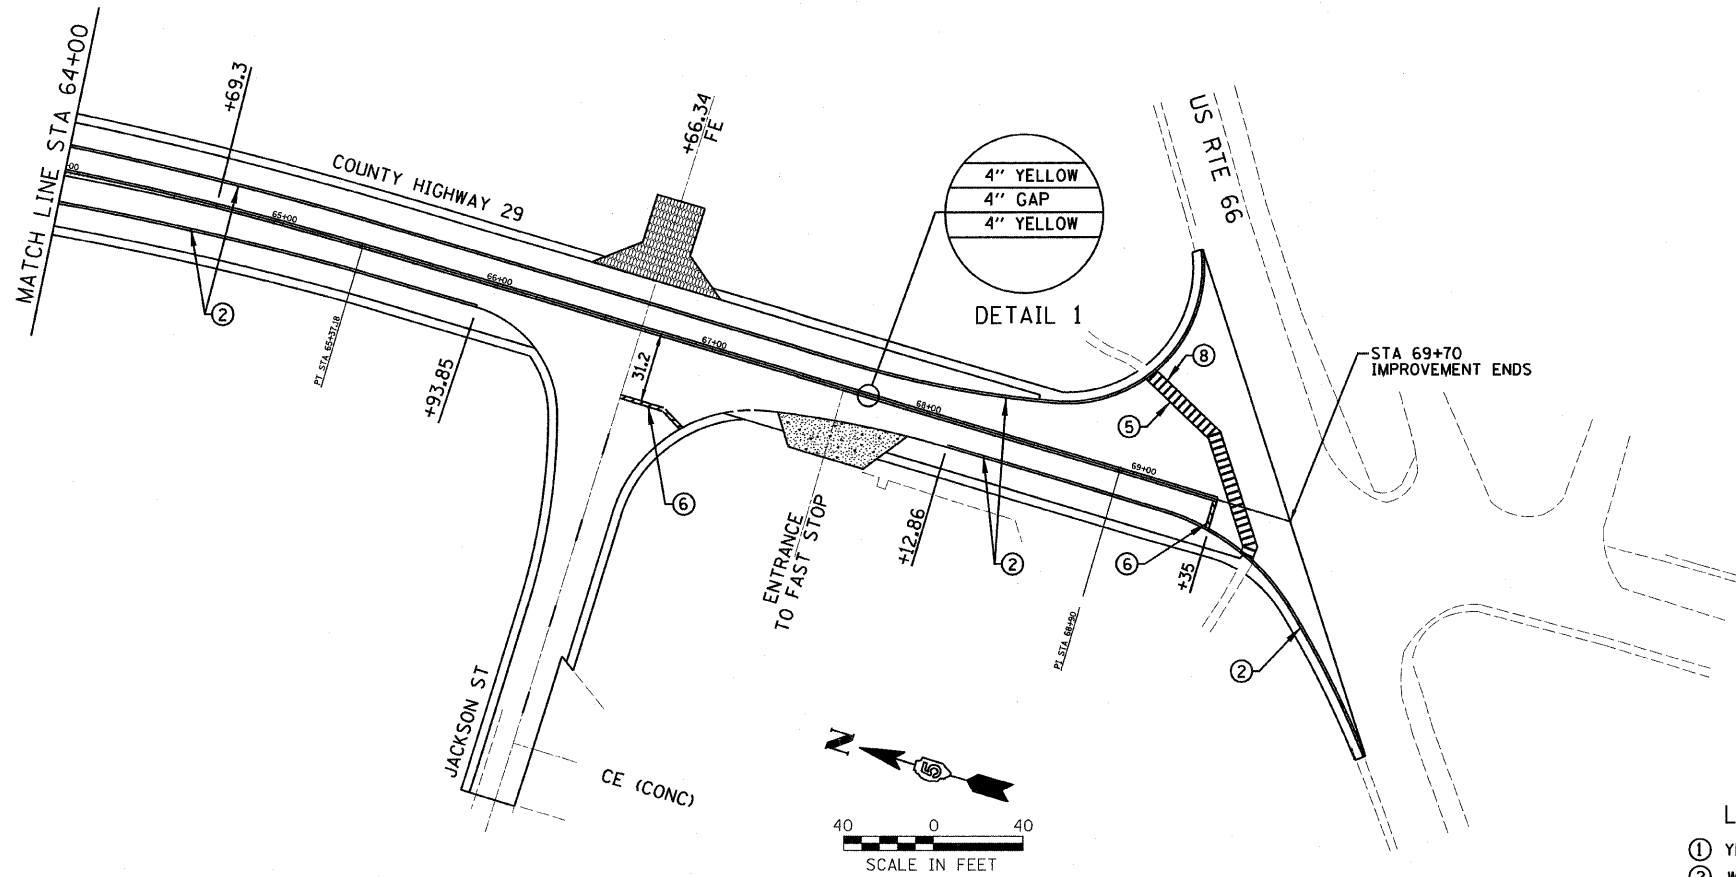 MATCH LINE STA 64+00
+69.3
COUNTY HIGHWAY 29
+66.34
FE
US RTE 66
4" YELLOW
4" GAP
4" YELLOW
DETAIL 1
65+00
66+00
67+00
68+00
69+00
31.2
2
PI STA 65+37.18
+93.85
6
ENTRANCE
TO FAST STOP
+12.86
2
8
5
6
+35
PI STA 68+90
STA 69+70
IMPROVEMENT ENDS
2
JACKSON ST
CE (CONC)
N
40 0 40
SCALE IN FEET
L
1 Y
2